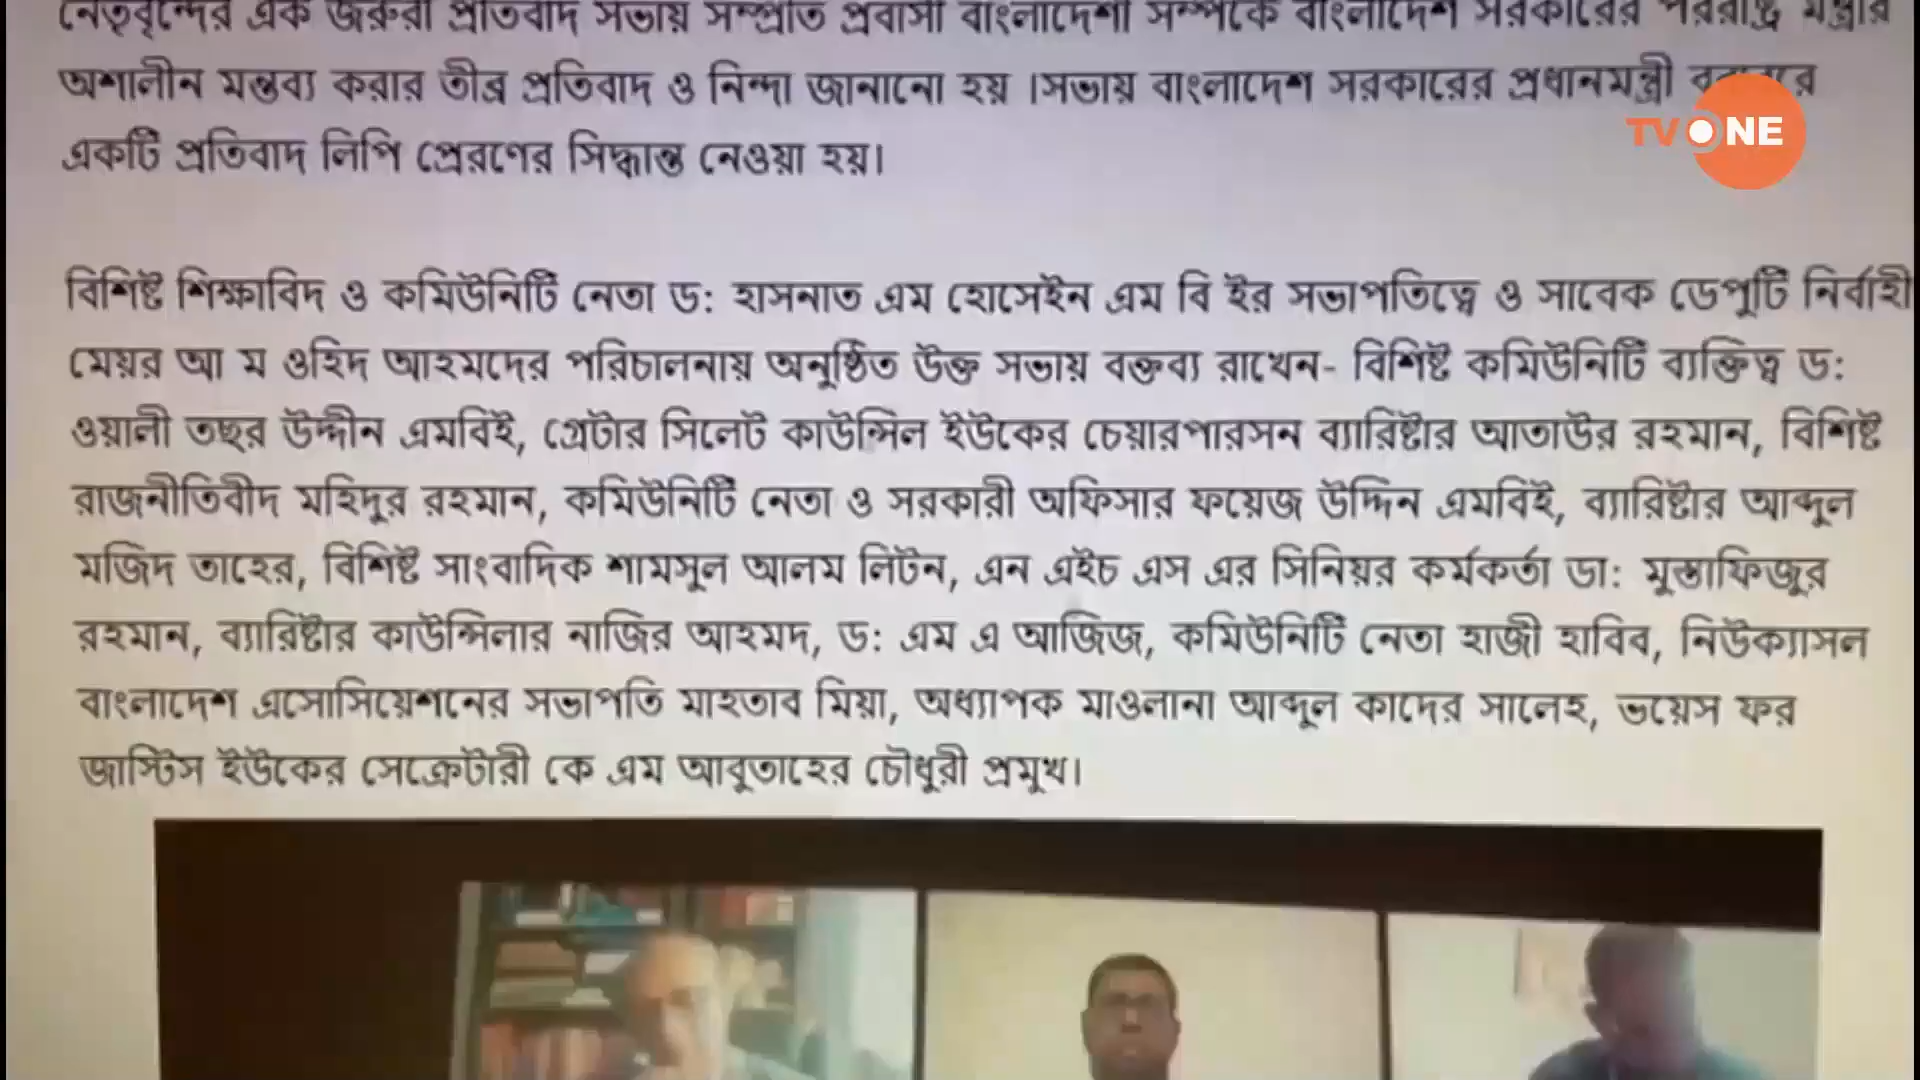 নেতৃবৃন্দের এক জরুরী প্রতিবাদ সভায় সম্প্রতি প্রবাসী বাংলাদেশী সম্পর্কে বাংলাদেশ সরকারের পররাষ্ট্র মন্ত্রীর
অশালীন মন্তব্য করার তীব্র প্রতিবাদ ও নিন্দা জানানো হয় ।সভায় বাংলাদেশ সরকারের প্রধানমন্ত্রী বরাবরে
TV ONE
একটি প্রতিবাদ লিপি প্রেরণের সিদ্ধান্ত নেওয়া হয়।
বিশিষ্ট শিক্ষাবিদ ও কমিউনিটি নেতা ড: হাসনাত এম হোসেইন এম বি ইর সভাপতিত্বে ও সাবেক ডেপুটি নির্বাহী
মেয়র আ ম ওহিদ আহমদের পরিচালনায় অনুষ্ঠিত উক্ত সভায় বক্তব্য রাখেন- বিশিষ্ট কমিউনিটি ব্যক্তিত্ব ড:
ওয়ালী তছর উদ্দীন এমবিই, গ্রেটার সিলেট কাউন্সিল ইউকের চেয়ারপারসন ব্যারিষ্টার আতাউর রহমান, বিশিষ্ট
রাজনীতিবীদ মহিদুর রহমান, কমিউনিটি নেতা ও সরকারী অফিসার ফয়েজ উদ্দিন এমবিই, ব্যারিষ্টার আব্দুল
মজিদ তাহের, বিশিষ্ট সাংবাদিক শামসুল আলম লিটন, এন এইচ এস এর সিনিয়র কর্মকর্তা ডা: মুস্তাফিজুর
রহমান, ব্যারিষ্টার কাউন্সিলার নাজির আহমদ, ড: এম এ আজিজ, কমিউনিটি নেতা হাজী হাবিব, নিউক্যাসল
বাংলাদেশ এসোসিয়েশনের সভাপতি মাহতাব মিয়া, অধ্যাপক মাওলানা আব্দুল কাদের সালেহ, ভয়েস ফর
জাস্টিস ইউকের সেক্রেটারী কে এম আবুতাহের চৌধুরী প্রমুখ।